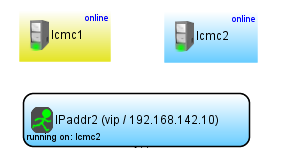 online
lcmc1
online
lcmc2
IPaddr2 (vip / 192.168.142.10)
running on: lcmc2